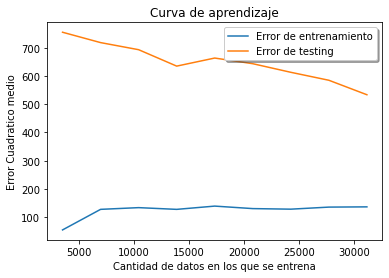 Curva de aprendizaje
Error de entrenamiento
Error de testing
Error Cuadratico medio
700
600
500
400
300
200
100
5000
10000
15000
20000
25000
30000
Cantidad de datos en los que se entrena